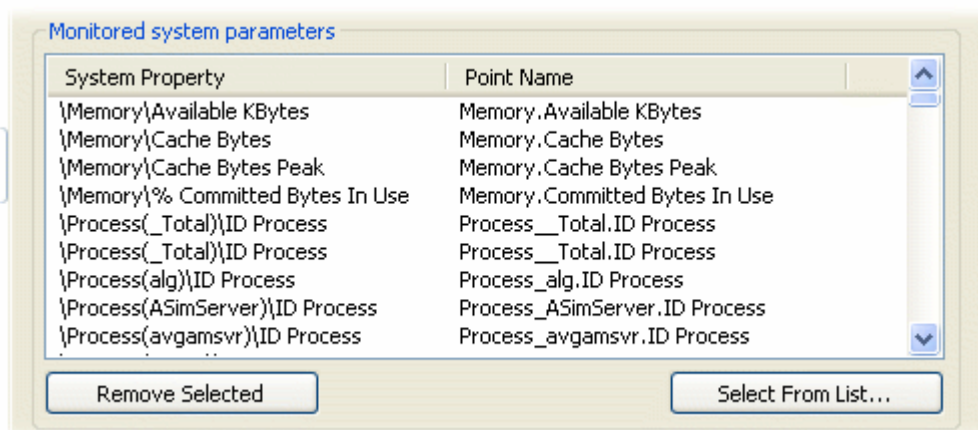 Monitored system parameters
System Property Point Name
\Memory\Available KBytes Memory.Available KBytes
\Memory\Cache Bytes Memory.Cache Bytes
\Memory\Cache Bytes Peak Memory.Cache Bytes Peak
\Memory\% Committed Bytes In Use Memory.Committed Bytes In Use
\Process(_Total)\ID Process Process__Total.ID Process
\Process(_Total)\ID Process Process__Total.ID Process
\Process(alg)\ID Process Process_alg.ID Process
\Process(ASimServer)\ID Process Process_ASimServer.ID Process
\Process(avgamsvr)\ID Process Process_avgamsvr.ID Process
Remove Selected Select From List...